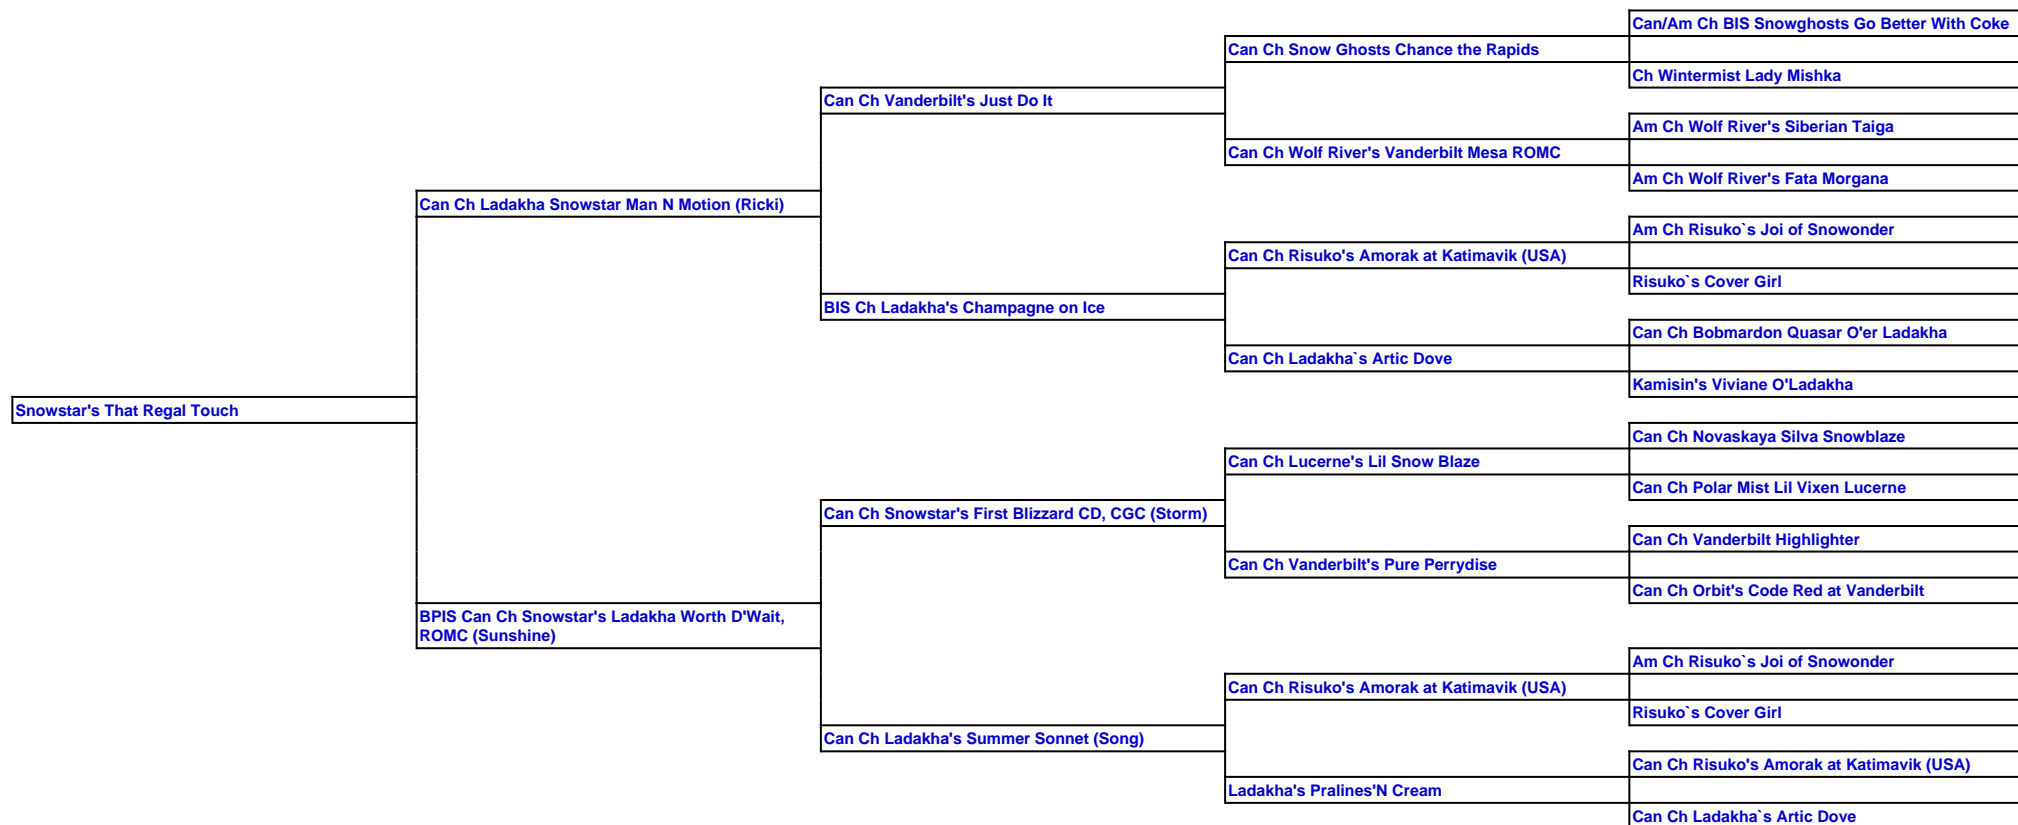 Can/Am Ch BIS Snowghosts Go Better With Coke
Can Ch Snow Ghosts Chance the Rapids
Ch Wintermist Lady Mishka
Can Ch Vanderbilt's Just Do It
Am Ch Wolf River's Siberian Taiga
Can Ch Wolf River's Vanderbilt Mesa ROMC
Am Ch Wolf River's Fata Morgana
Can Ch Ladakha Snowstar Man N Motion (Ricki)
Am Ch Risuko`s Joi of Snowonder
Can Ch Risuko's Amorak at Katimavik (USA)
Risuko`s Cover Girl
BIS Ch Ladakha's Champagne on Ice
Can Ch Bobmardon Quasar O'er Ladakha
Can Ch Ladakha`s Artic Dove
Kamisin's Viviane O'Ladakha
Snowstar's That Regal Touch
Can Ch Novaskaya Silva Snowblaze
Can Ch Lucerne's Lil Snow Blaze
Can Ch Polar Mist Lil Vixen Lucerne
Can Ch Snowstar's First Blizzard CD, CGC (Storm)
Can Ch Vanderbilt Highlighter
Can Ch Vanderbilt's Pure Perrydise
Can Ch Orbit's Code Red at Vanderbilt
BPIS Can Ch Snowstar's Ladakha Worth D'Wait,
ROMC (Sunshine)
Am Ch Risuko`s Joi of Snowonder
Can Ch Risuko's Amorak at Katimavik (USA)
Risuko`s Cover Girl
Can Ch Ladakha's Summer Sonnet (Song)
Can Ch Risuko's Amorak at Katimavik (USA)
Ladakha's Pralines'N Cream
Can Ch Ladakha`s Artic Dove